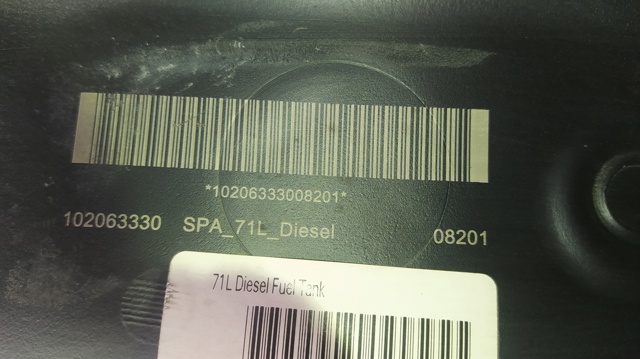 *10206333008201*
102063330 SPA_71L_Diesel 08201
71L Diesel Fuel Tank